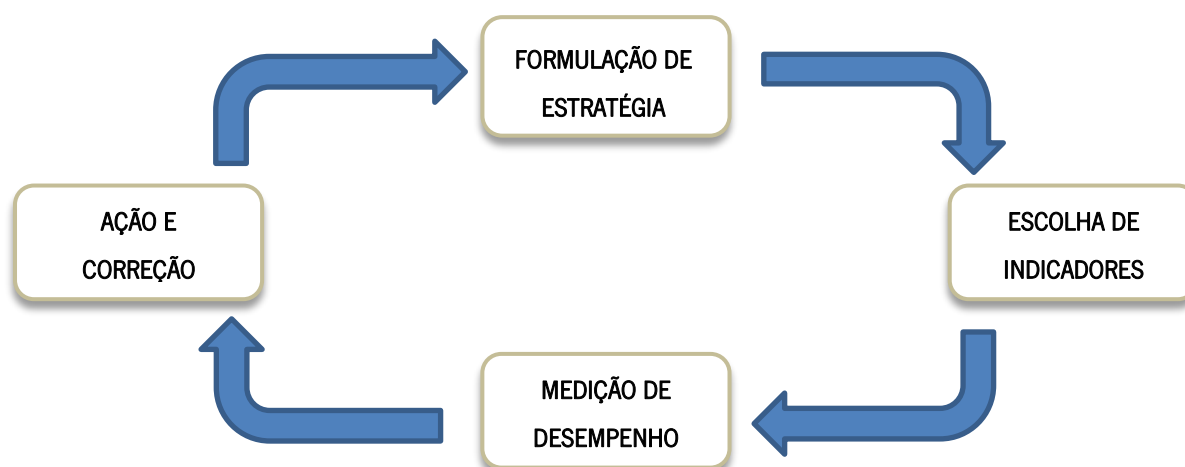 FORMULAÇÃO DE
ESTRATÉGIA
AÇÃO E
CORREÇÃO
ESCOLHA DE
INDICADORES
MEDIÇÃO DE
DESEMPENHO